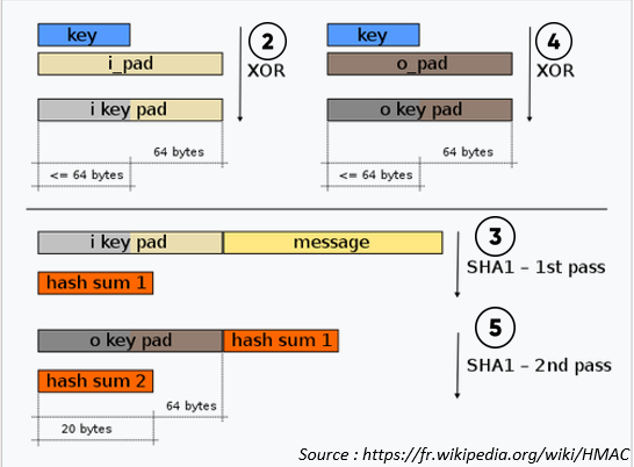 key
i_pad
i key pad
64 bytes
<= 64 bytes
2
XOR
key
o_pad
o key pad
64 bytes
<= 64 bytes
4
XOR
i key pad message
hash sum 1
3
SHA1 – 1st pass
o key pad hash sum 1
hash sum 2
64 bytes
20 bytes
5
SHA1 – 2nd pass
Source : https://fr.wikipedia.org/wiki/HMAC